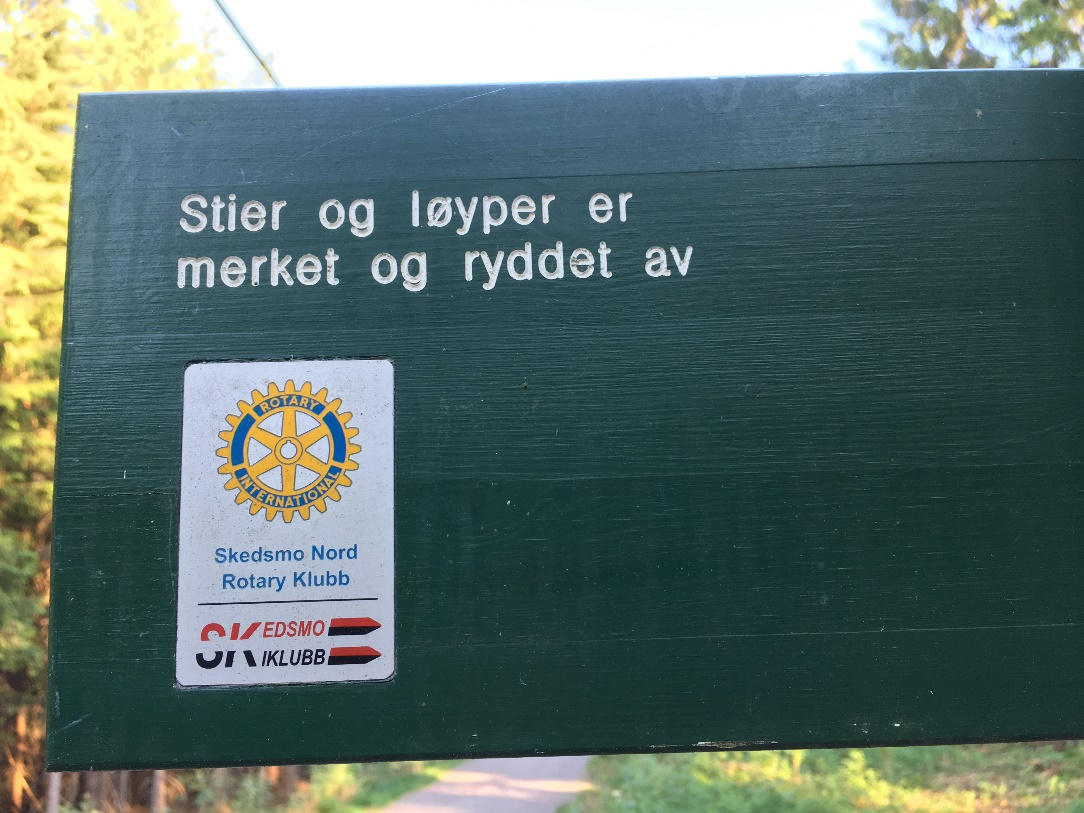 Stier og løyper er
merket og ryddet av
ROTARY
INTERNATIONAL
Skedsmo Nord
Rotary Klubb
SKEDSMO
SKIKLUBB